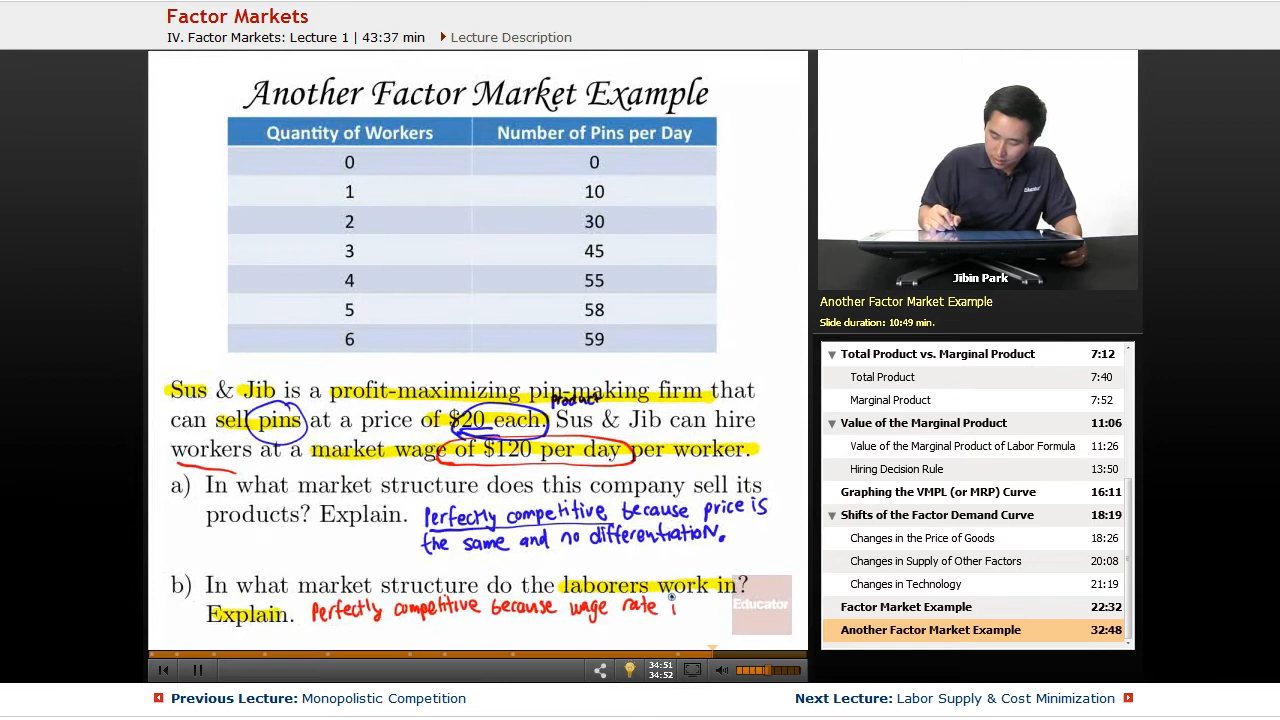 Factor Markets
IV. Factor Markets: Lecture 1 | 43:37 min Lecture Description
Another Factor Market Example
Quantity of Workers Number of Pins per Day
0 0
1 10
2 30
3 45
4 55
5 58
6 59
Sus & Jib is a profit-maximizing pin-making firm that
product
can sell pins at a price of $20 each. Sus & Jib can hire
workers at a market wage of $120 per day per worker.
a) In what market structure does this company sell its
products? Explain. Perfectly competitive because price is
the same and no differentiation.
b) In what market structure do the laborers work in?
Explain. Perfectly competitive because wage rate i
Educator
Educator
Jibin Park
Another Factor Market Example
Slide duration: 10:49 min.
Total Product vs. Marginal Product 7:12
Total Product 7:40
Marginal Product 7:52
Value of the Marginal Product 11:06
Value of the Marginal Product of Labor Formula 11:26
Hiring Decision Rule 13:50
Graphing the VMPL (or MRP) Curve 16:11
Shifts of the Factor Demand Curve 18:19
Changes in the Price of Goods 18:26
Changes in Supply of Other Factors 20:08
Changes in Technology 21:19
Factor Market Example 22:32
Another Factor Market Example 32:48
34:51
34:52
Previous Lecture: Monopolistic Competition
Next Lecture: Labor Supply & Cost Minimization